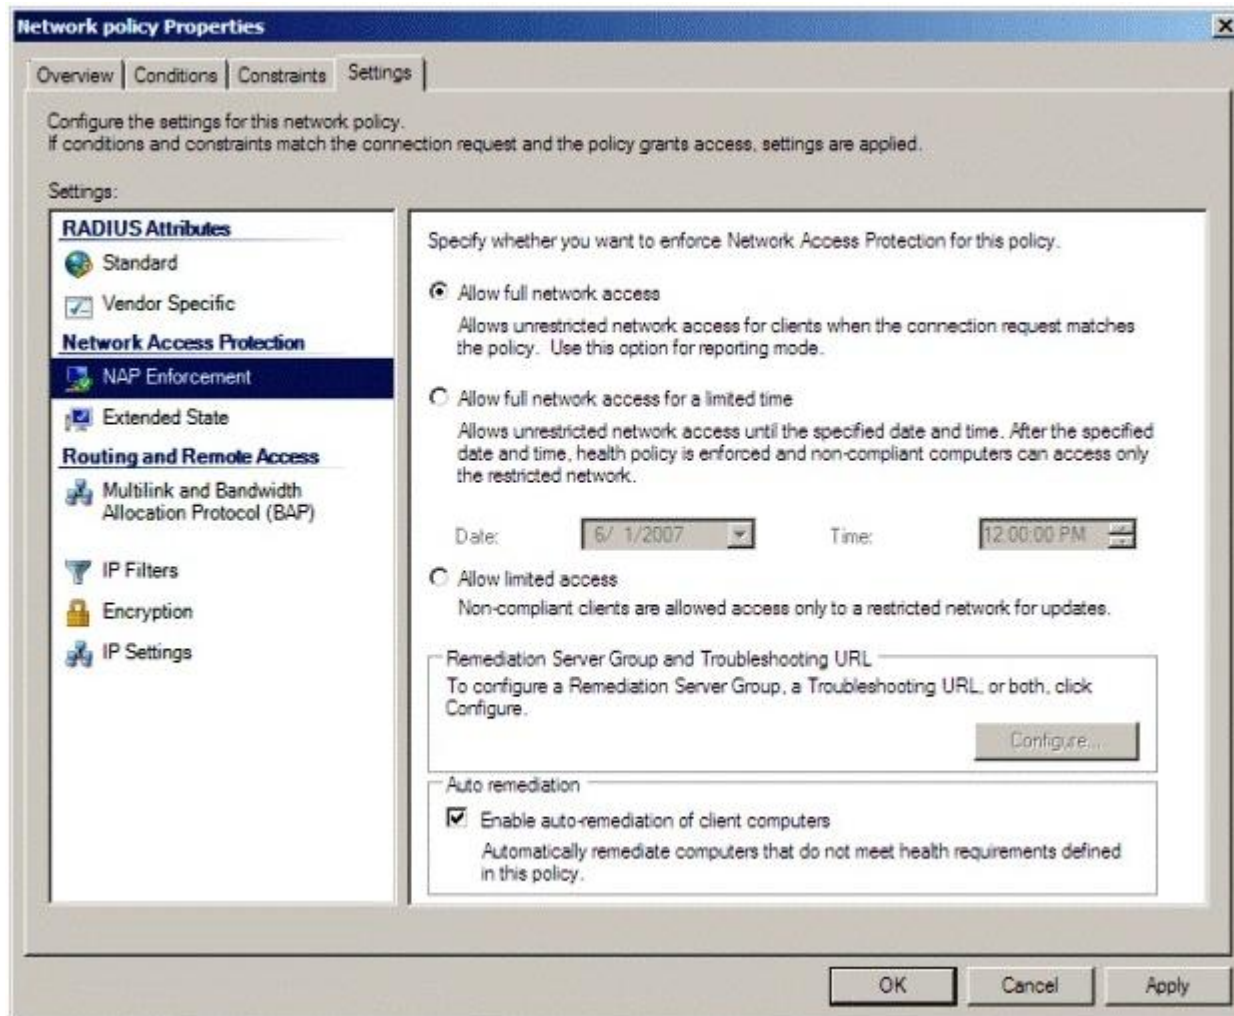 Network policy Properties
Overview
Conditions
Constraints
Settings
Configure the settings for this network policy.
If conditions and constraints match the connection request and the policy grants access, settings are applied.
Settings:
RADIUS Attributes
Standard
Vendor Specific
Network Access Protection
NAP Enforcement
Extended State
Routing and Remote Access
Multilink and Bandwidth
Allocation Protocol (BAP)
IP Filters
Encryption
IP Settings
Specify whether you want to enforce Network Access Protection for this policy.
Allow full network access
Allows unrestricted network access for clients when the connection request matches
the policy. Use this option for reporting mode.
Allow full network access for a limited time
Allows unrestricted network access until the specified date and time. After the specified
date and time, health policy is enforced and non-compliant computers can access only
the restricted network.
Date: 6/ 1/2007 Time: 12:00:00 PM
Allow limited access
Non-compliant clients are allowed access only to a restricted network for updates.
Remediation Server Group and Troubleshooting URL
To configure a Remediation Server Group, a Troubleshooting URL, or both, click
Configure.
Configure...
Auto remediation
Enable auto-remediation of client computers
Automatically remediate computers that do not meet health requirements defined
in this policy.
OK
Cancel
Apply